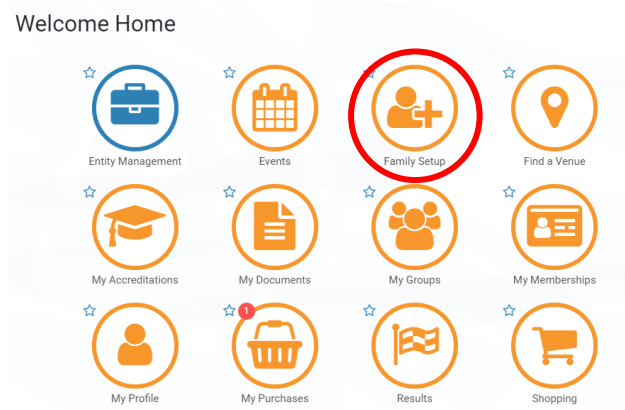 Welcome Home
Entity Management
Events
Family Setup
Find a Venue
My Accreditations
My Documents
My Groups
My Memberships
1
My Profile
My Purchases
Results
Shopping